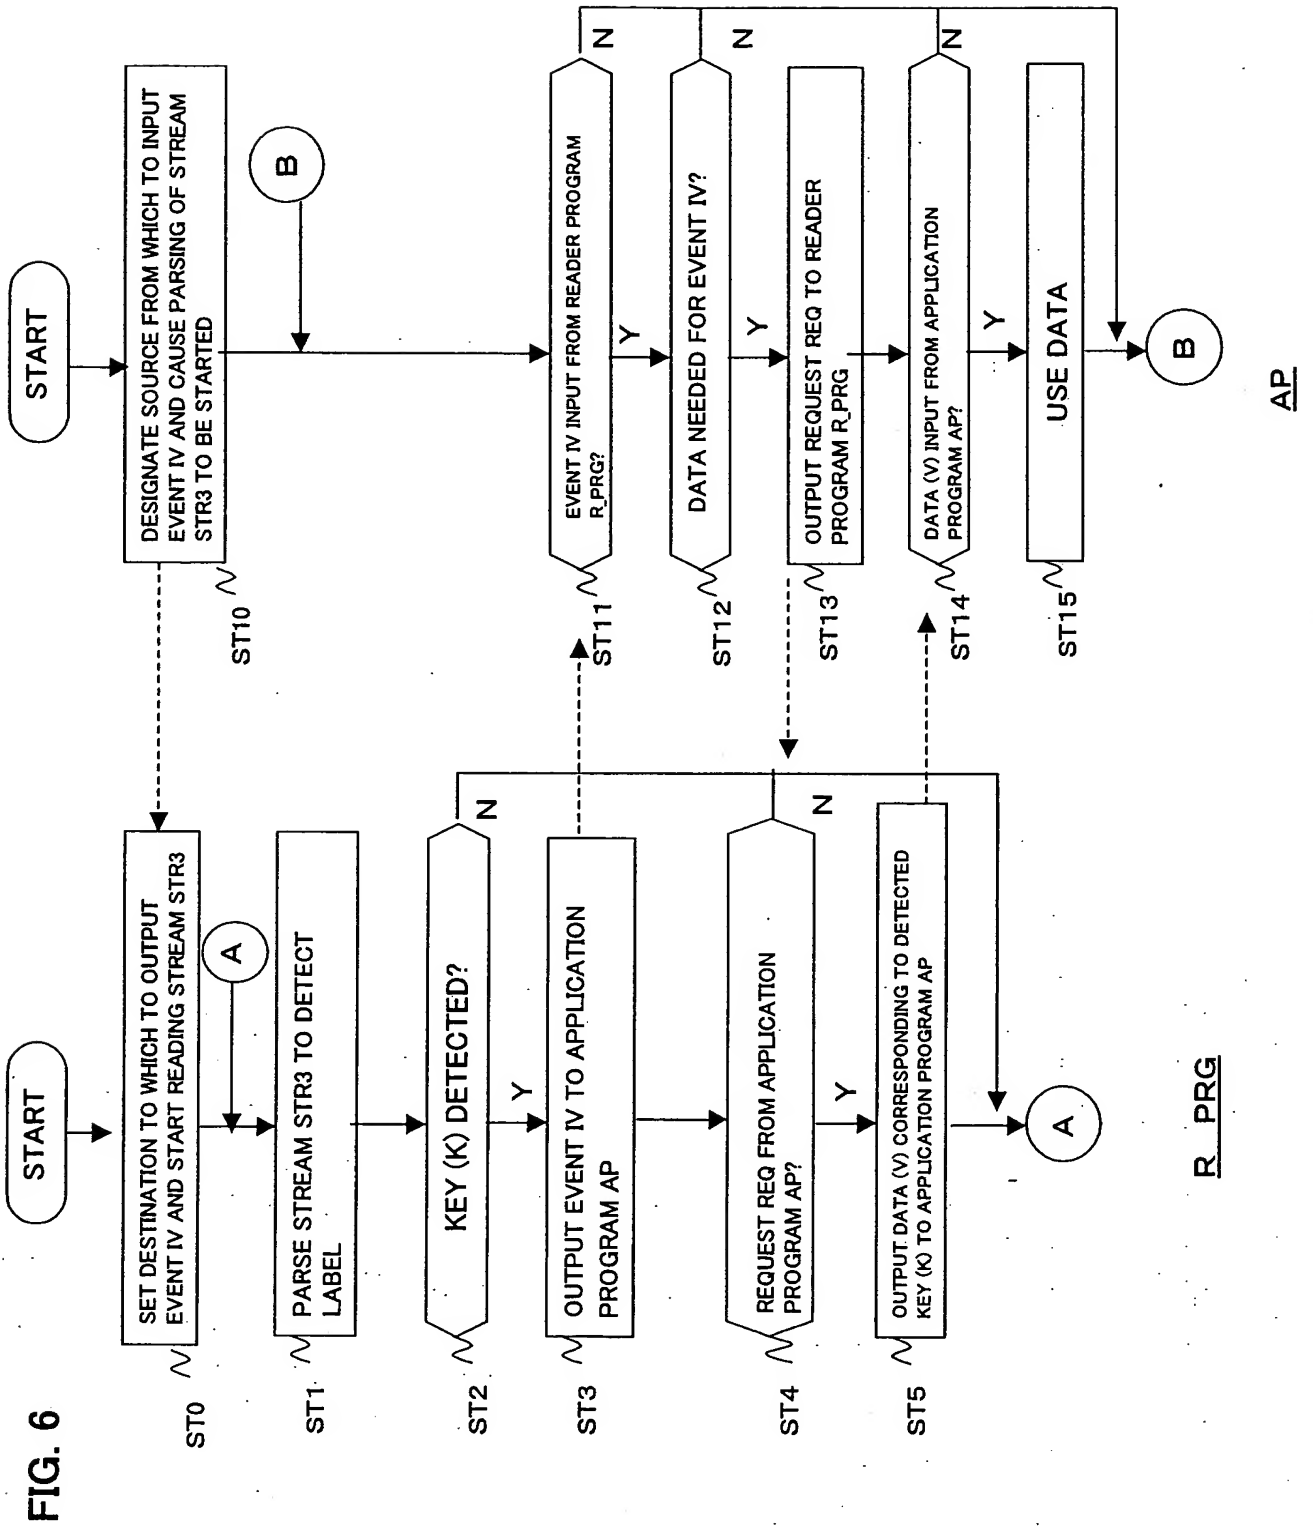 FIG. 6
START
ST0
SET DESTINATION TO WHICH TO OUTPUT
EVENT IV AND START READING STREAM STR3
A
ST1
PARSE STREAM STR3 TO DETECT
LABEL
ST2
KEY (K) DETECTED?
N
Y
ST3
OUTPUT EVENT IV TO APPLICATION
PROGRAM AP
ST4
REQUEST REQ FROM APPLICATION
PROGRAM AP?
N
Y
ST5
OUTPUT DATA (V) CORRESPONDING TO DETECTED
KEY (K) TO APPLICATION PROGRAM AP
A
R PRG
START
ST10
DESIGNATE SOURCE FROM WHICH TO INPUT
EVENT IV AND CAUSE PARSING OF STREAM
STR3 TO BE STARTED
B
ST11
EVENT IV INPUT FROM READER PROGRAM
R_PRG?
N
Y
ST12
DATA NEEDED FOR EVENT IV?
N
Y
ST13
OUTPUT REQUEST REQ TO READER
PROGRAM R_PRG
ST14
DATA (V) INPUT FROM APPLICATION
PROGRAM AP?
N
Y
ST15
USE DATA
B
AP